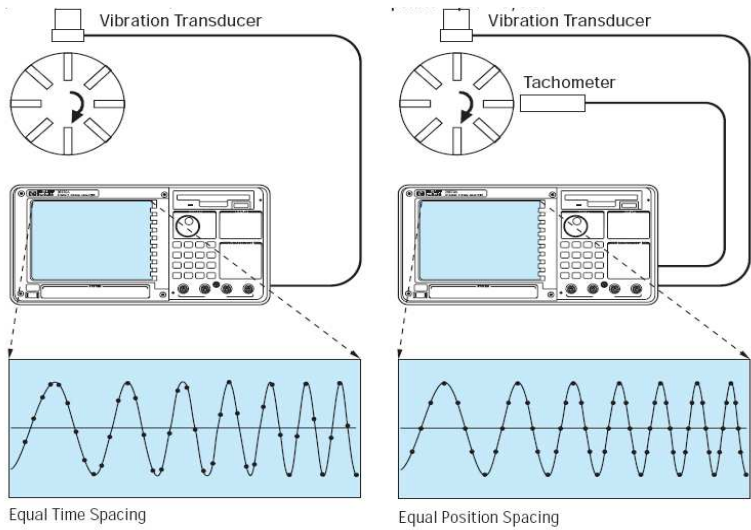 Vibration Transducer
Vibration Transducer
Tachometer
Equal Time Spacing
Equal Position Spacing